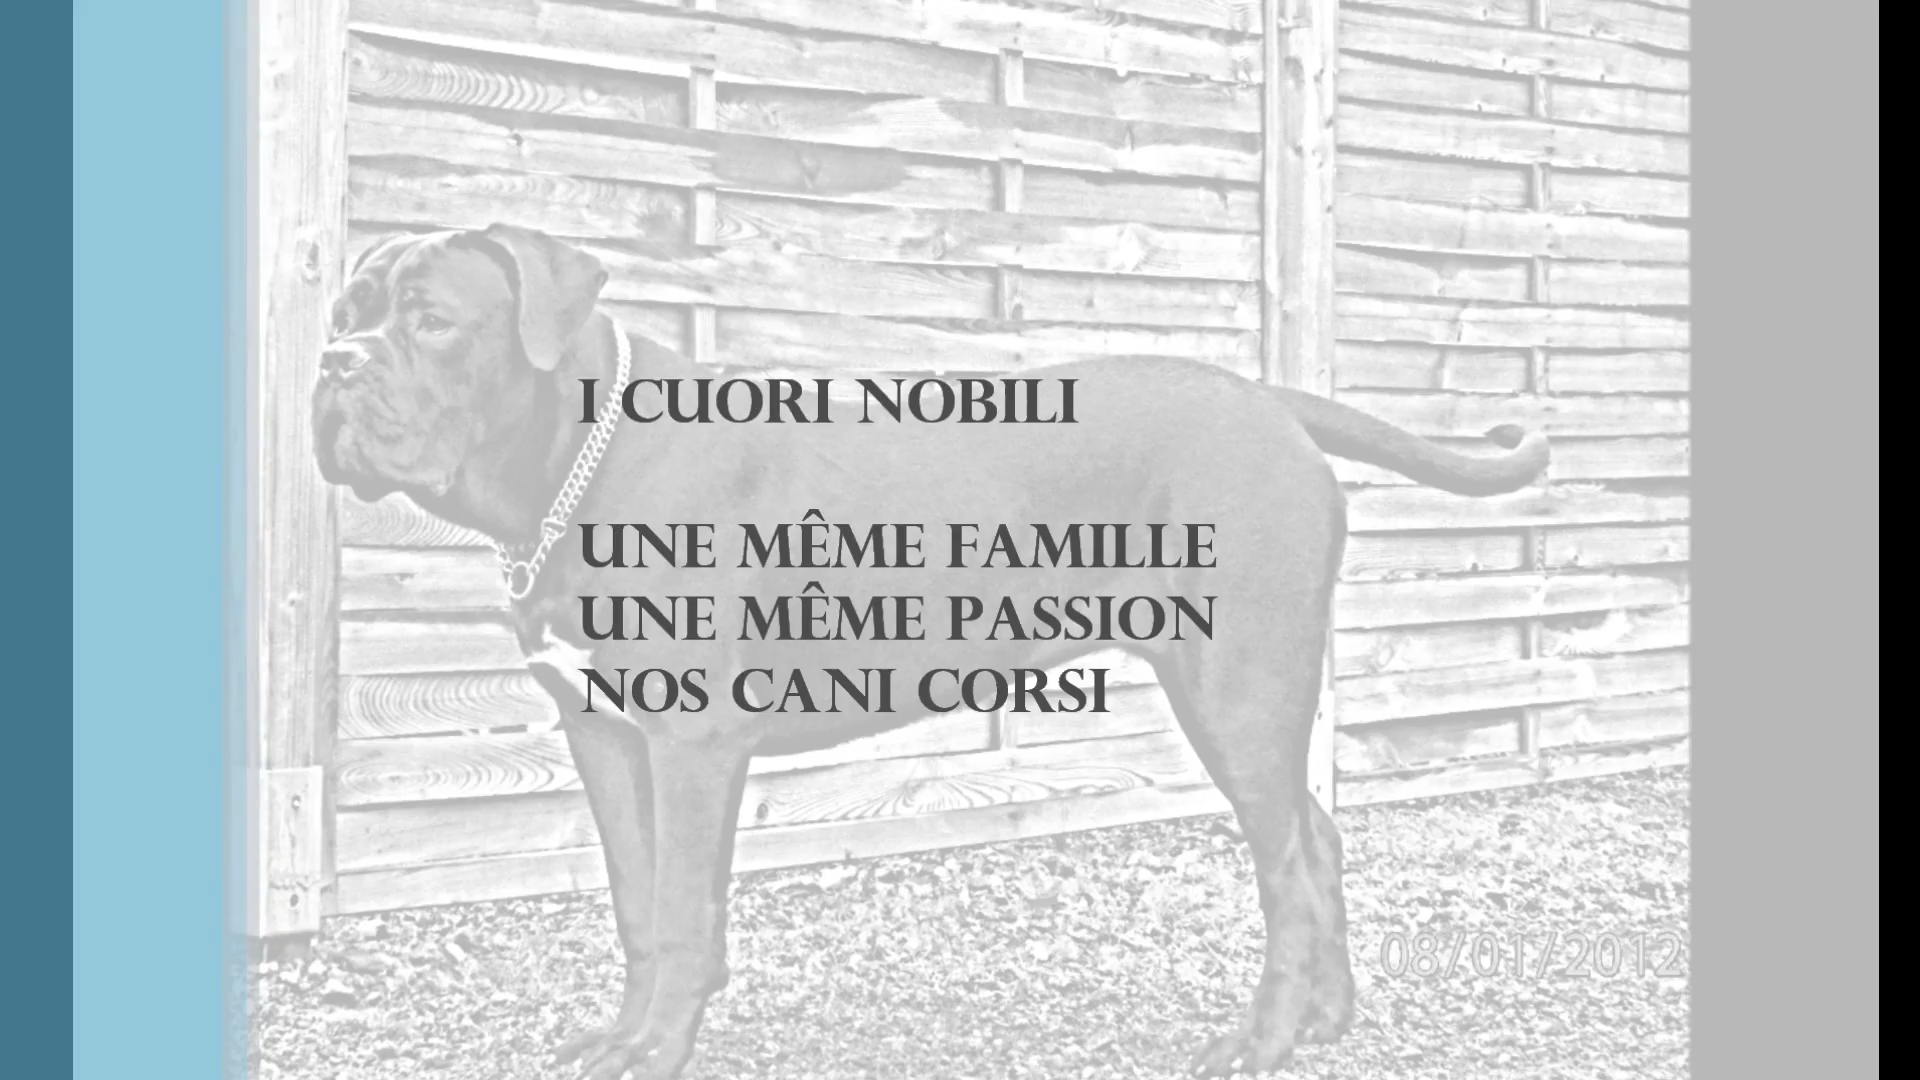 I CUORI NOBILI
UNE MÊME FAMILLE
UNE MÊME PASSION
NOS CANI CORSI
08/01/2012